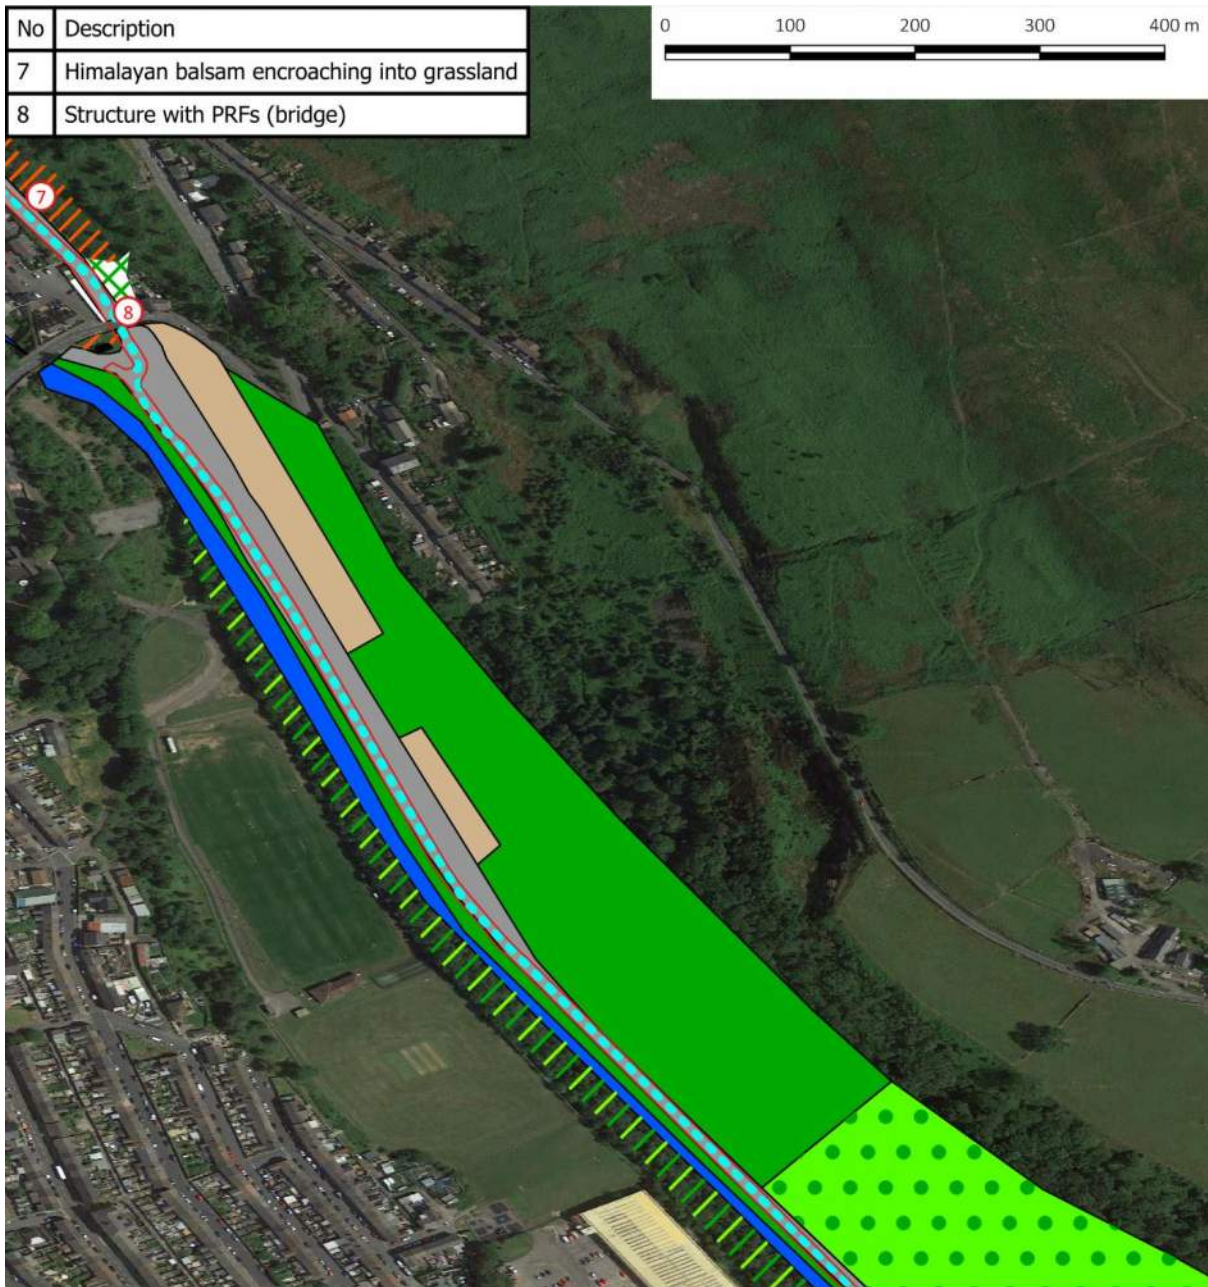 No Description
7 Himalayan balsam encroaching into grassland
8 Structure with PRFs (bridge)
0 100 200 300 400 m
7
8